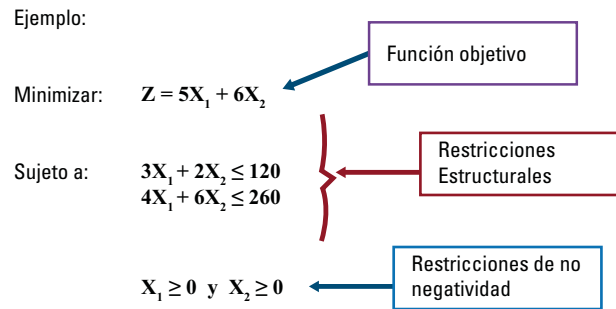 Ejemplo:
Función objetivo
Minimizar: Z = 5X₁ + 6X₂
Sujeto a: 3X₁ + 2X₂ ≤ 120
4X₁ + 6X₂ ≤ 260
Restricciones
Estructurales
X₁ ≥ 0 y X₂ ≥ 0
Restricciones de no
negatividad